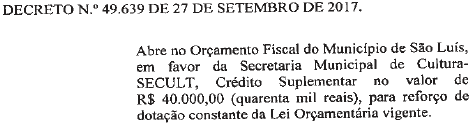 DECRETO N.º 49.639 DE 27 DE SETEMBRO DE 2017.
Abre no Orçamento Fiscal do Município de São Luís,
em favor da Secretaria Municipal de Cultura-
SECULT, Crédito Suplementar no valor de
R$ 40.000,00 (quarenta mil reais), para reforço de
dotação constante da Lei Orçamentária vigente.